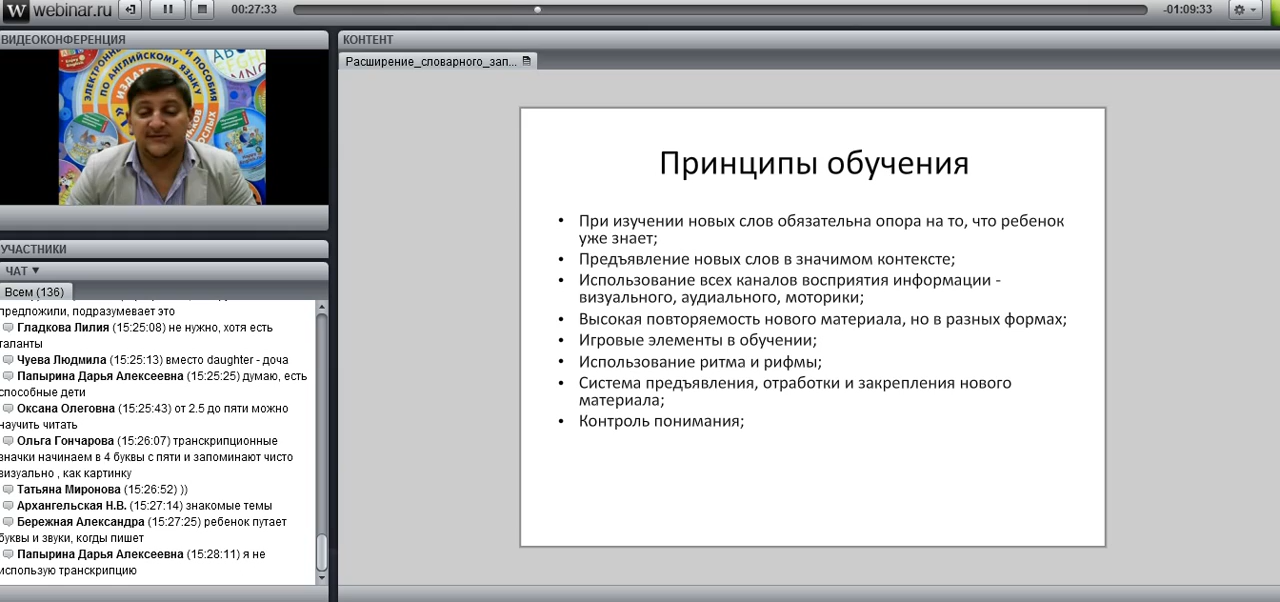 W webinar.ru
00:27:33
-01:09:33
ВИДЕОКОНФЕРЕНЦИЯ
ЭЛЕКТРОННЫЕ И ПОСОБИЯ
ПО АНГЛИЙСКОМУ ЯЗЫКУ
УЧАСТНИКИ
ЧАТ
Всем (136)
предложили, подразумевает это
Гладкова Лилия (15:25:08) не нужно, хотя есть
таланты
Чуева Людмила (15:25:13) вместо daughter - доча
Папырина Дарья Алексеевна (15:25:25) думаю, есть
способные дети
Оксана Олеговна (15:25:43) от 2.5 до пяти можно
научить читать
Ольга Гончарова (15:26:07) транскрипционные
значки начинаем в 4 буквы с пяти и запоминают чисто
визуально , как картинку
Татьяна Миронова (15:26:52) ))
Архангельская Н.В. (15:27:14) знакомые темы
Бережная Александра (15:27:25) ребенок путает
буквы и звуки, когды пишет
Папырина Дарья Алексеевна (15:28:11) я не
использую транскрипцию
КОНТЕНТ
Расширение_словарного_зап...
Принципы обучения
• При изучении новых слов обязательна опора на то, что ребенок
уже знает;
• Предъявление новых слов в значимом контексте;
• Использование всех каналов восприятия информации -
визуального, аудиального, моторики;
• Высокая повторяемость нового материала, но в разных формах;
• Игровые элементы в обучении;
• Использование ритма и рифмы;
• Система предъявления, отработки и закрепления нового
материала;
• Контроль понимания;